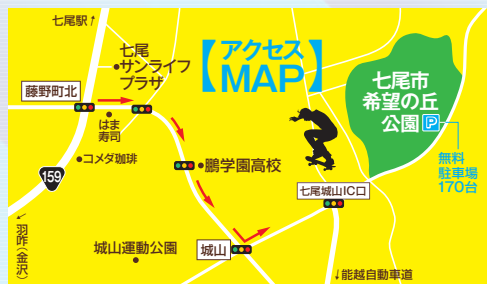 七尾駅↑
七尾
サンライフ
プラザ
【アクセス
MAP】
七尾市
希望の丘
公園 P
無料
駐車場
170台
藤野町北
はま
寿司
コメダ珈琲
159
鵬学園高校
七尾城山IC口
←羽咋(金沢)
城山運動公園
城山
↓能越自動車道